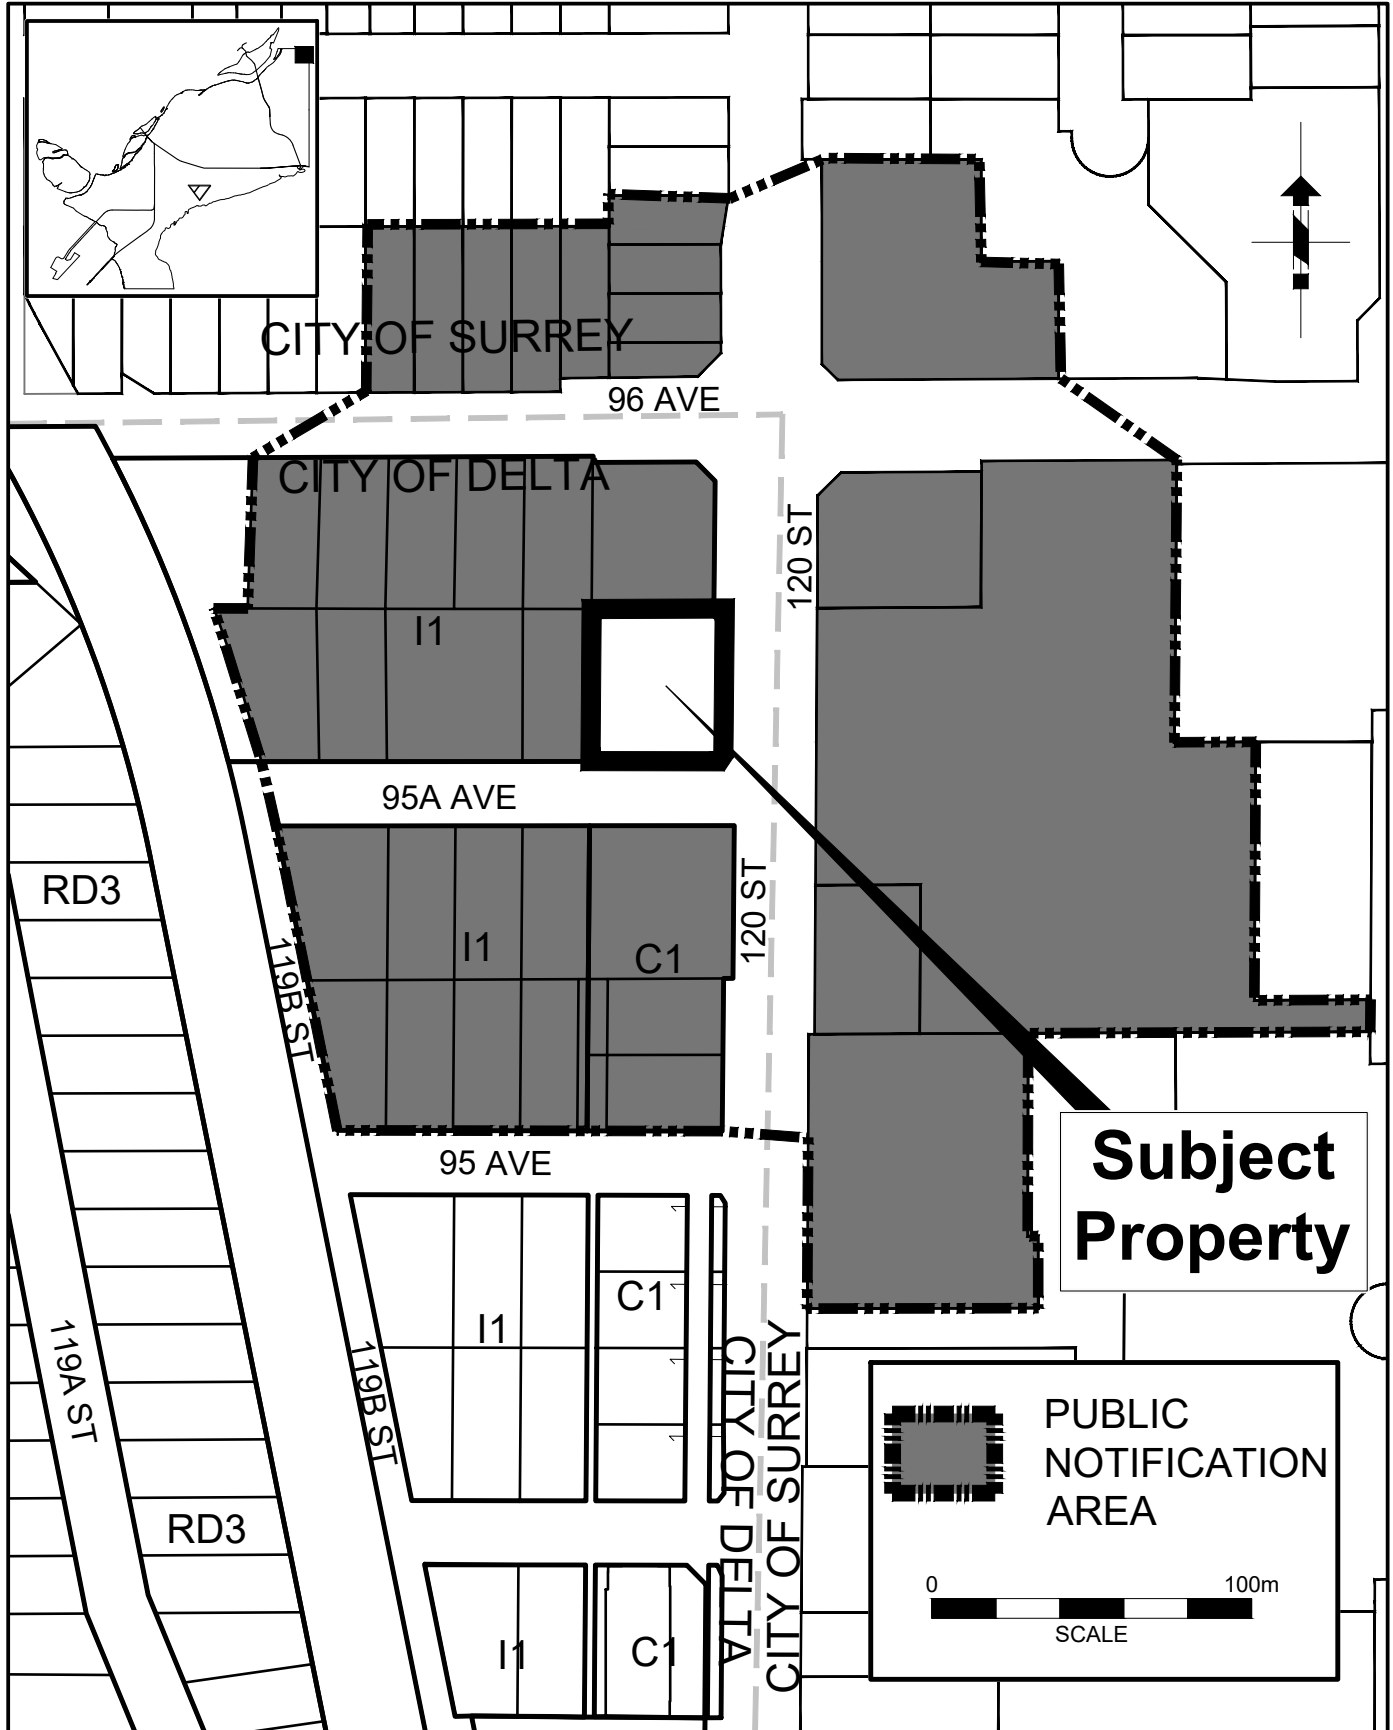 CITY OF SURREY
96 AVE
CITY OF DELTA
120 ST
I1
95A AVE
RD3
I1
C1
120 ST
119B ST
95 AVE
Subject
Property
C1
I1
119A ST
119B ST
CITY OF DELTA
CITY OF SURREY
PUBLIC
NOTIFICATION
AREA
RD3
0 100m
SCALE
I1
C1